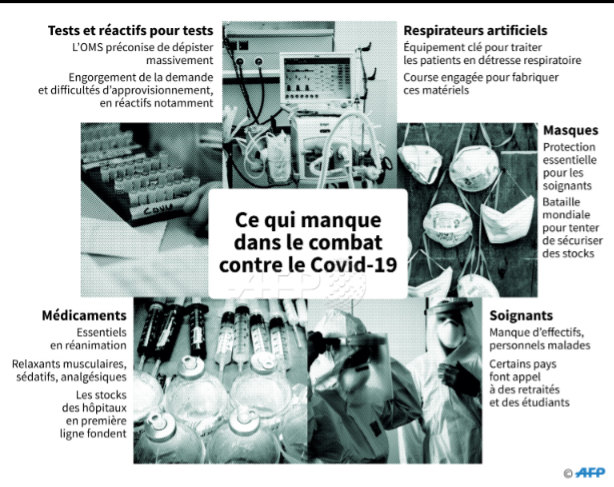 Tests et réactifs pour tests
L'OMS préconise de dépister
massivement
Engorgement de la demande
et difficultés d'approvisionnement,
en réactifs notamment
Respirateurs artificiels
Équipement clé pour traiter
les patients en détresse respiratoire
Course engagée pour fabriquer
ces matériels
Masques
Protection
essentielle
pour les
soignants
Bataille
mondiale
pour tenter
de sécuriser
des stocks
Covid
Ce qui manque
dans le combat
contre le Covid-19
AFP
Médicaments
Essentiels
en réanimation
Relaxants musculaires,
sédatifs, analgésiques
Les stocks
des hôpitaux
en première
ligne fondent
Soignants
Manque d'effectifs,
personnels malades
Certains pays
font appel
à des retraités
et des étudiants
© AFP